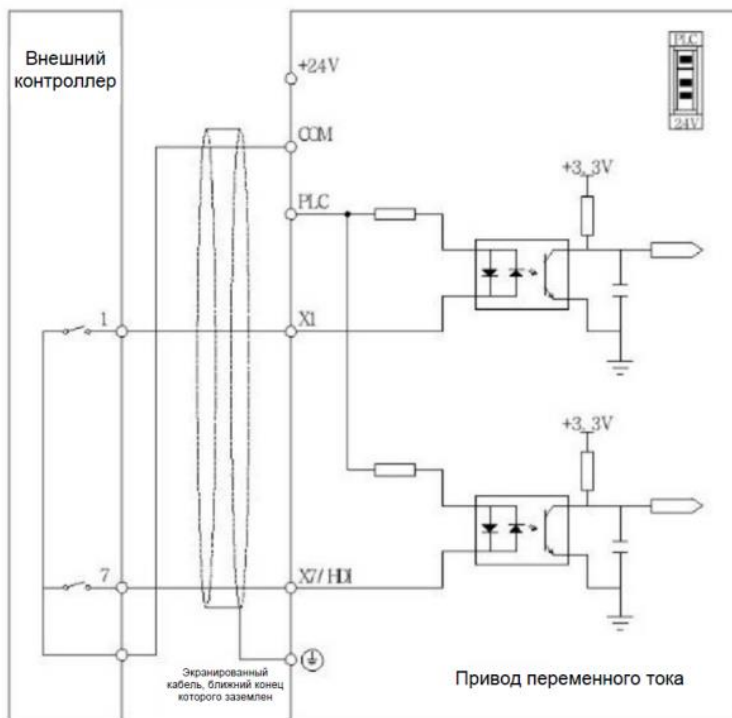 Внешний
контроллер
+24V
PLC
24V
COM
+3,3V
PLC
1
X1
+3,3V
7
X7/HDI
Экранированный
кабель, ближний конец
которого заземлен
Привод переменного тока